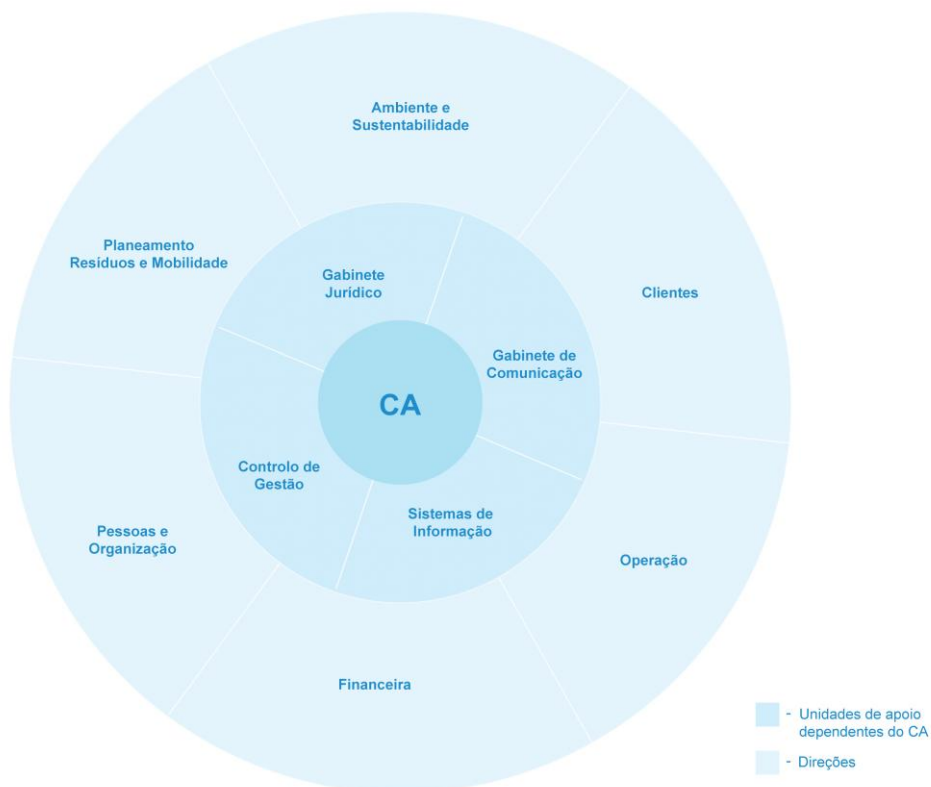 Ambiente e
Sustentabilidade
Planeamento
Resíduos e Mobilidade
Gabinete
Jurídico
Clientes
Gabinete de
Comunicação
CA
Controlo de
Gestão
Sistemas de
Informação
Pessoas e
Organização
Operação
Financeira
- Unidades de apoio
dependentes do CA
- Direções